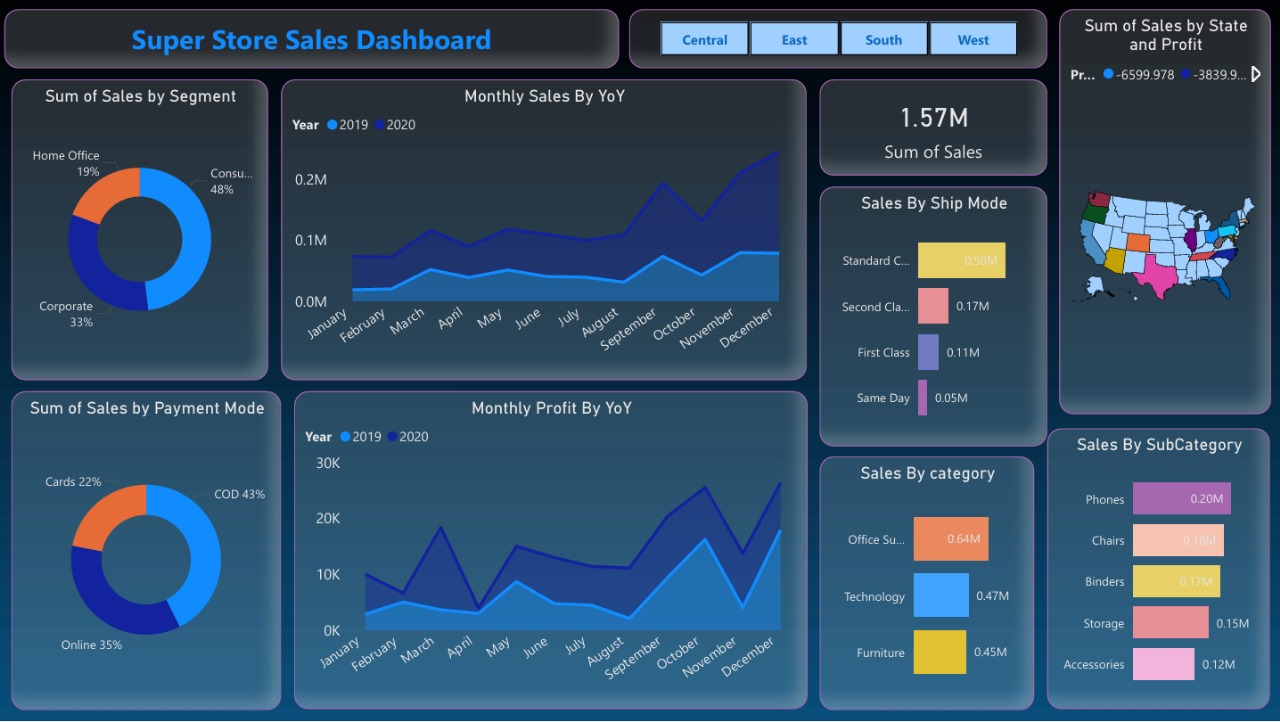 Super Store Sales Dashboard
Central
East
South
West
Sum of Sales by State
and Profit
Pr... -6599.978 -3839.9...
Sum of Sales by Segment
Home Office
19%
Consu...
48%
Corporate
33%
Monthly Sales By YoY
Year 2019 2020
0.2M
0.1M
0.0M
January
February
March
April
May
June
July
August
September
October
November
December
1.57M
Sum of Sales
Sales By Ship Mode
Standard C... 0.50M
Second Cla... 0.17M
First Class 0.11M
Same Day 0.05M
Sum of Sales by Payment Mode
Cards 22%
COD 43%
Online 35%
Monthly Profit By YoY
Year 2019 2020
30K
20K
10K
0K
January
February
March
April
May
June
July
August
September
October
November
December
Sales By category
Office Su... 0.64M
Technology 0.47M
Furniture 0.45M
Sales By SubCategory
Phones 0.20M
Chairs 0.18M
Binders 0.17M
Storage 0.15M
Accessories 0.12M